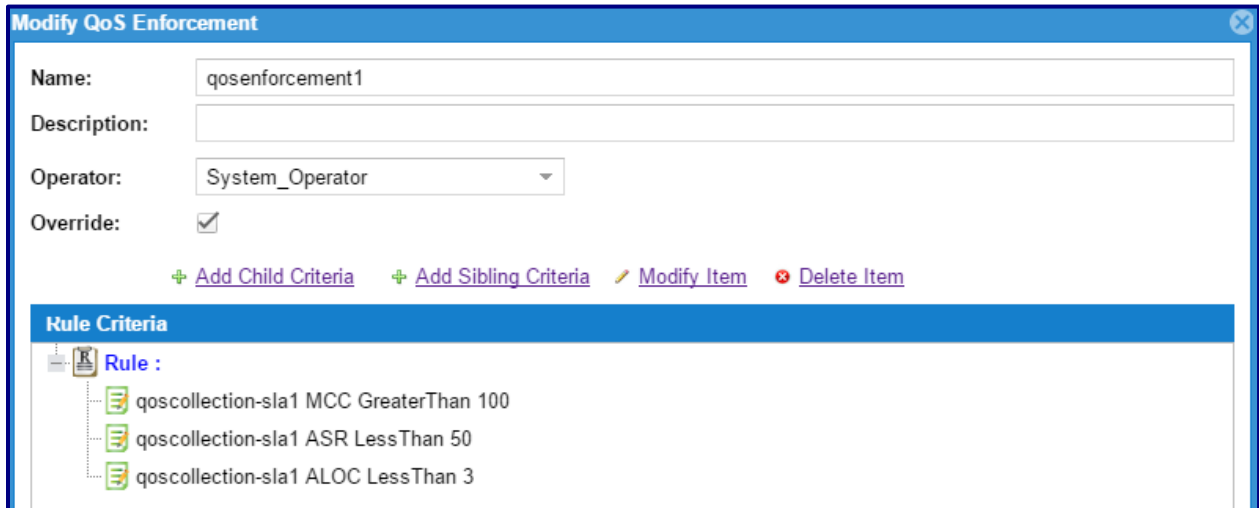 Modify QoS Enforcement
Name: qosenforcement1
Description:
Operator: System_Operator
Override:
Add Child Criteria Add Sibling Criteria Modify Item Delete Item
Rule Criteria
R Rule :
qoscollection-sla1 MCC GreaterThan 100
qoscollection-sla1 ASR LessThan 50
qoscollection-sla1 ALOC LessThan 3